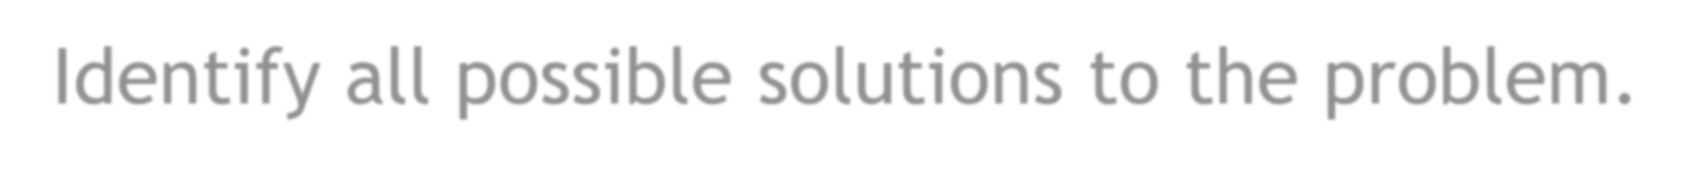 Identify all possible solutions to the problem.